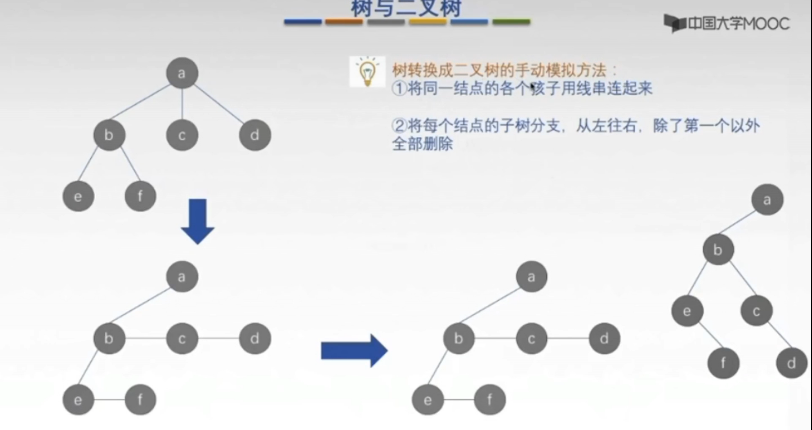 树与二叉树
中国大学MOOC
树转换成二叉树的手动模拟方法：
①将同一结点的各个孩子用线串连起来
②将每个结点的子树分支，从左往右，除了第一个以外
全部删除
a
b c d
e f
a
b c d
e f
a
b c d
e f
a
b
e c
f d